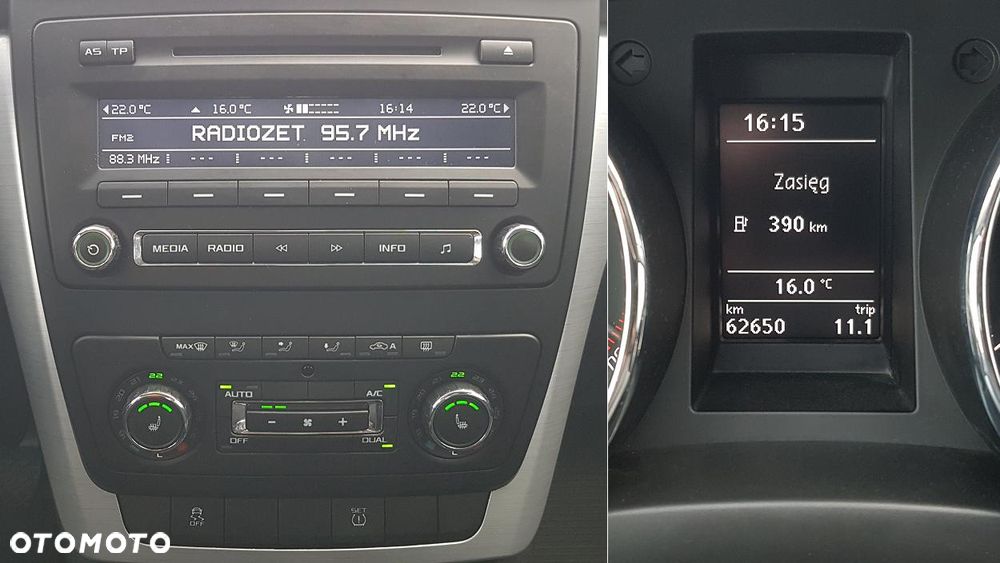 AS TP
22.0°C 16.0°C 16:14 22.0°C
FM2 RADIOZET 95.7 MHz
88.3 MHz --- --- --- --- ---
MEDIA RADIO INFO
MAX A
22 22
AUTO A/C
- +
OFF DUAL
L L
OFF SET
OTOMOTO
16:15
Zasięg
390 km
16.0 °C
km trip
62650 11.1